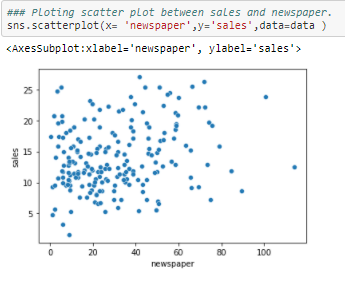 ### Ploting scatter plot between sales and newspaper.
sns.scatterplot(x= 'newspaper',y='sales',data=data )
<AxesSubplot:xlabel='newspaper', ylabel='sales'>
25
20
15
10
5
sales
0 20 40 60 80 100
newspaper